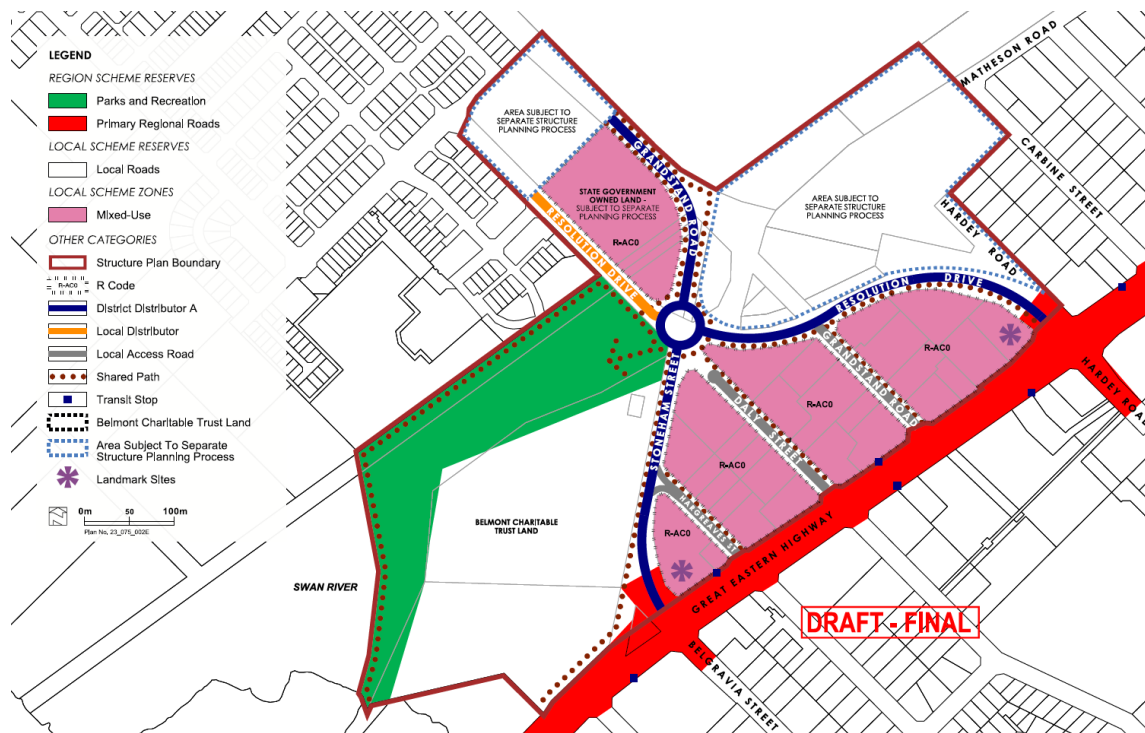 LEGEND
REGION SCHEME RESERVES
Parks and Recreation
Primary Regional Roads
LOCAL SCHEME RESERVES
Local Roads
LOCAL SCHEME ZONES
Mixed-Use
OTHER CATEGORIES
Structure Plan Boundary
R-AC0
R Code
District Distributor A
Local Distributor
Local Access Road
Shared Path
Transit Stop
Belmont Charitable Trust Land
Area Subject To Separate
Structure Planning Process
Landmark Sites
0m 50 100m
Plan No, 23_075_002E
AREA SUBJECT TO
SEPARATE STRUCTURE
PLANNING PROCESS
GRANDSTAND ROAD
STATE GOVERNMENT
OWNED LAND -
SUBJECT TO SEPARATE
PLANNING PROCESS
R-AC0
RESOLUTION DRIVE
AREA SUBJECT TO
SEPARATE STRUCTURE
PLANNING PROCESS
MATHESON ROAD
CARBINE STREET
HARDEY ROAD
RESOLUTION DRIVE
R-AC0
GRANDSTAND ROAD
R-AC0
DALY STREET
R-AC0
STONEHAM STREET
HARGREAVES ST
R-AC0
HARDEY ROAD
GREAT EASTERN HIGHWAY
BELGRAVIA STREET
BELMONT CHARITABLE
TRUST LAND
SWAN RIVER
DRAFT - FINAL